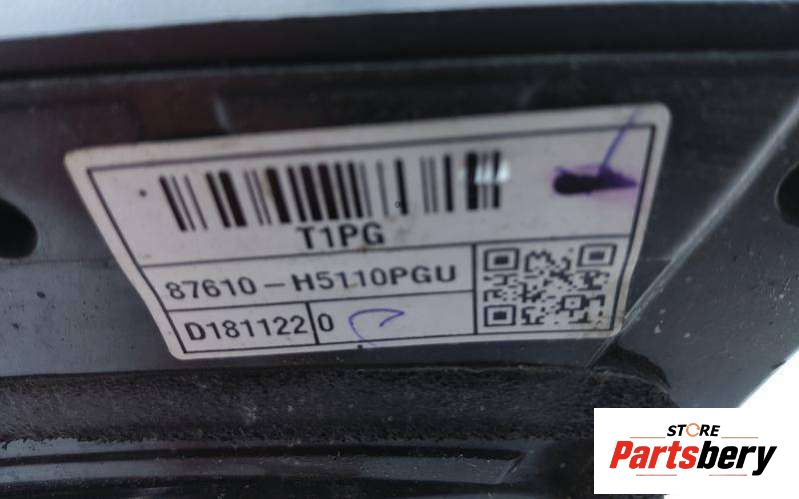 T1PG
87610-H5110PGU
D181122 0
STORE
Partsbery